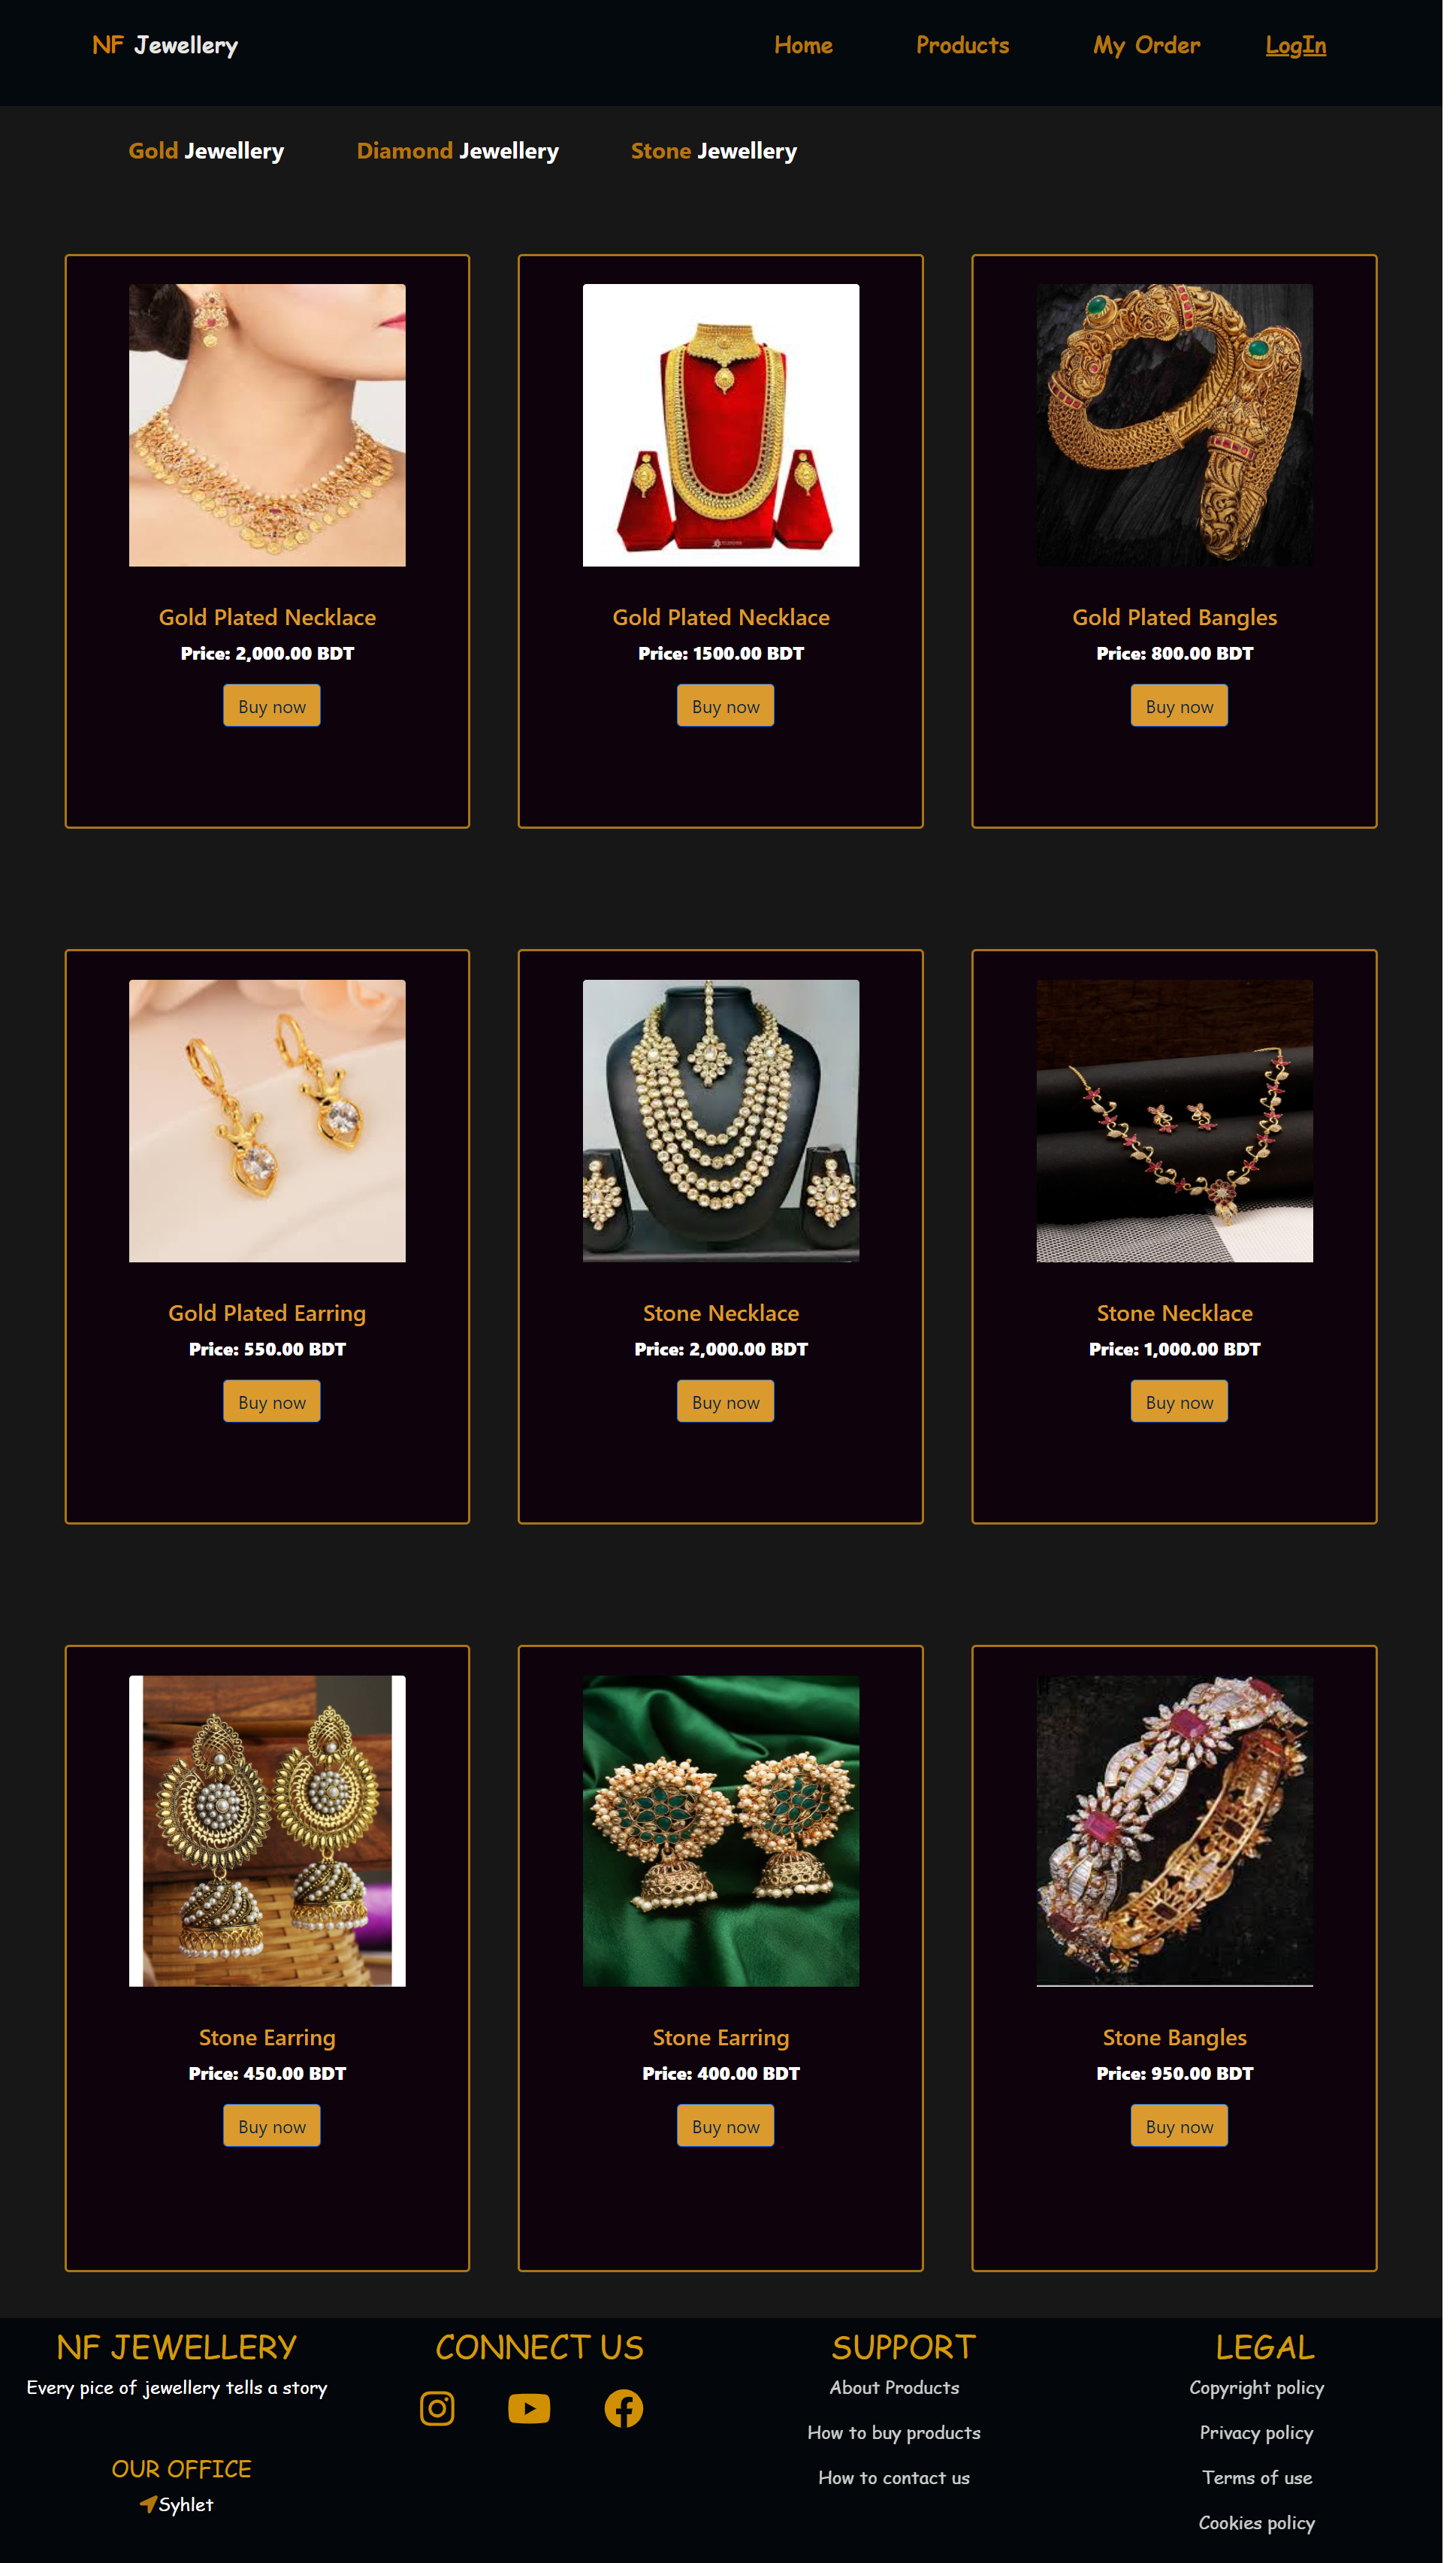 NF Jewellery
Home Products My Order LogIn
Gold Jewellery Diamond Jewellery Stone Jewellery
Gold Plated Necklace
Price: 2,000.00 BDT
Buy now
Gold Plated Necklace
Price: 1500.00 BDT
Buy now
Gold Plated Bangles
Price: 800.00 BDT
Buy now
Gold Plated Earring
Price: 550.00 BDT
Buy now
Stone Necklace
Price: 2,000.00 BDT
Buy now
Stone Necklace
Price: 1,000.00 BDT
Buy now
Stone Earring
Price: 450.00 BDT
Buy now
Stone Earring
Price: 400.00 BDT
Buy now
Stone Bangles
Price: 950.00 BDT
Buy now
NF JEWELLERY
Every pice of jewellery tells a story
OUR OFFICE
Syhlet
CONNECT US
SUPPORT
About Products
How to buy products
How to contact us
LEGAL
Copyright policy
Privacy policy
Terms of use
Cookies policy